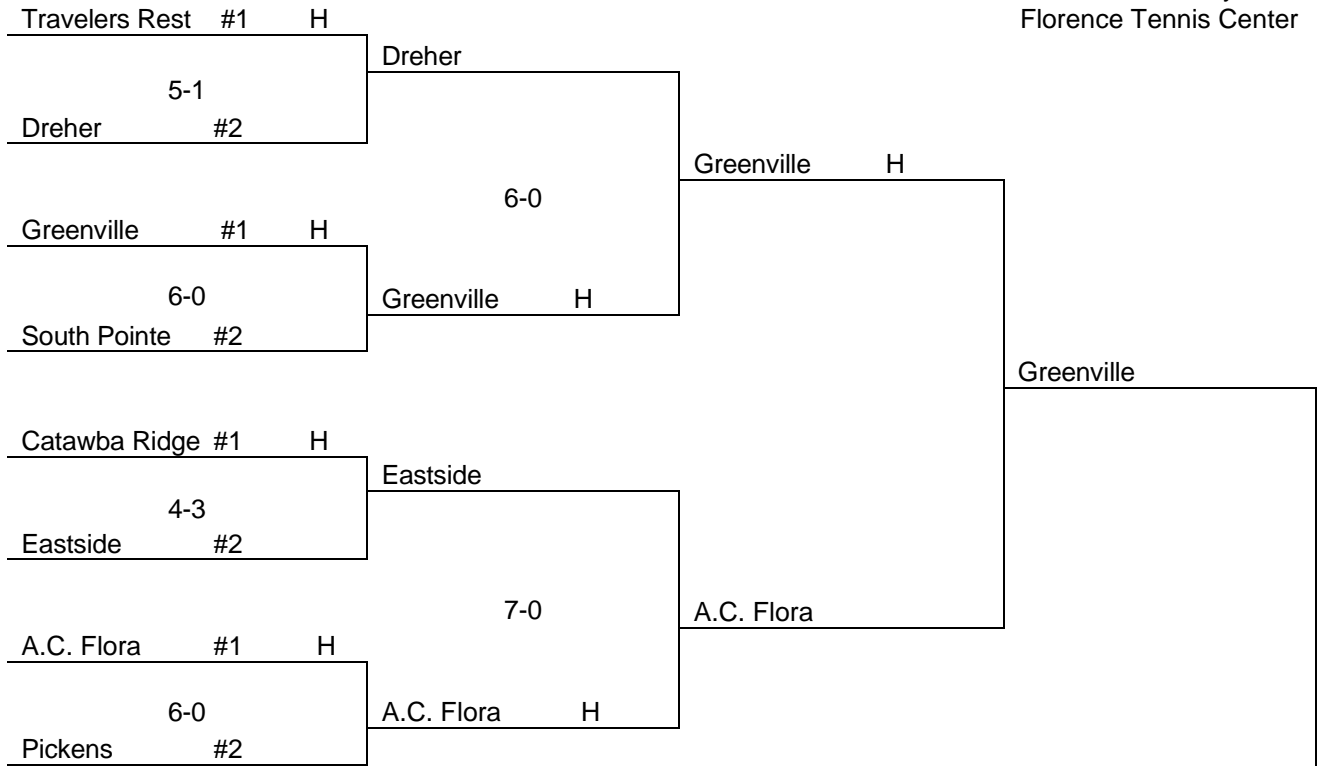 Travelers Rest #1 H
Florence Tennis Center
Dreher
5-1
Dreher #2
Greenville H
6-0
Greenville #1 H
6-0
Greenville H
South Pointe #2
Greenville
Catawba Ridge #1 H
Eastside
4-3
Eastside #2
7-0
A.C. Flora
A.C. Flora #1 H
6-0
A.C. Flora H
Pickens #2